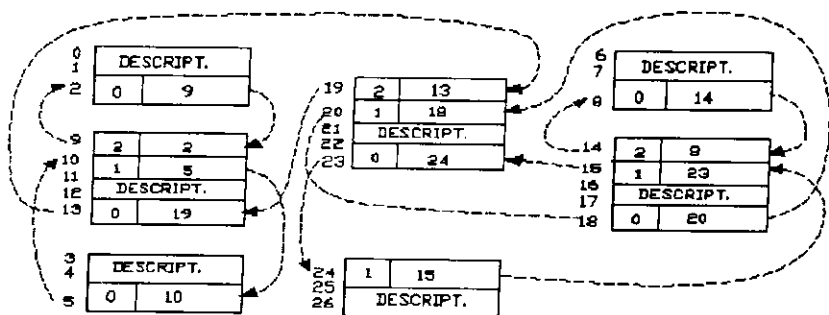 0
1 DESCRIPT.
2 0 9
9 2 2
10 1 5
11
12 DESCRIPT.
13 0 19
3
4 DESCRIPT.
5 0 10
19 2 13
20 1 18
21 DESCRIPT.
22
23 0 24
24 1 15
25
26 DESCRIPT.
6
7 DESCRIPT.
8 0 14
14 2 8
15 1 23
16
17 DESCRIPT.
18 0 20